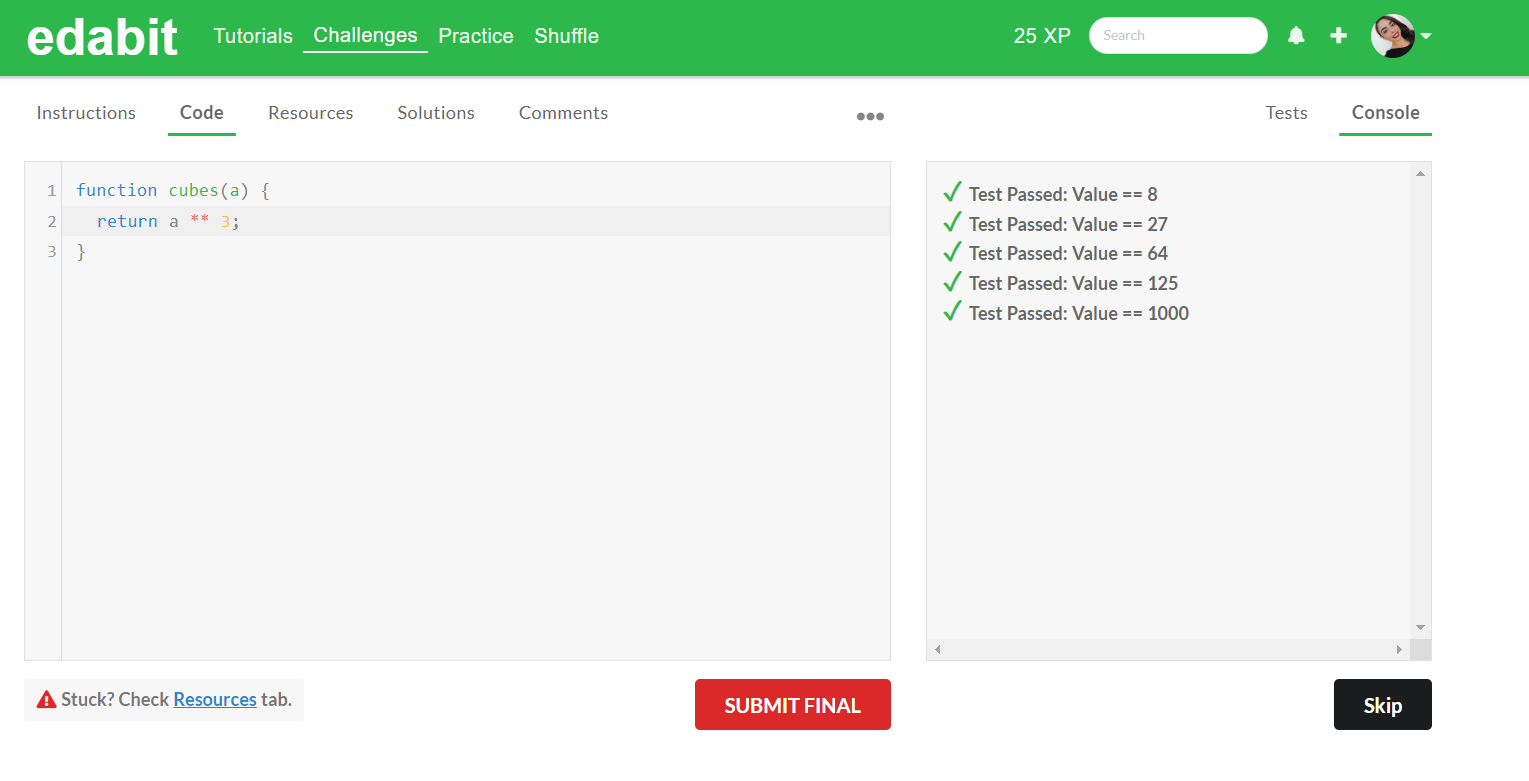 edabit Tutorials Challenges Practice Shuffle 25 XP Search
Instructions Code Resources Solutions Comments Tests Console
1 function cubes(a) {
2 return a ** 3;
3 }
Test Passed: Value == 8
Test Passed: Value == 27
Test Passed: Value == 64
Test Passed: Value == 125
Test Passed: Value == 1000
Stuck? Check Resources tab. SUBMIT FINAL Skip